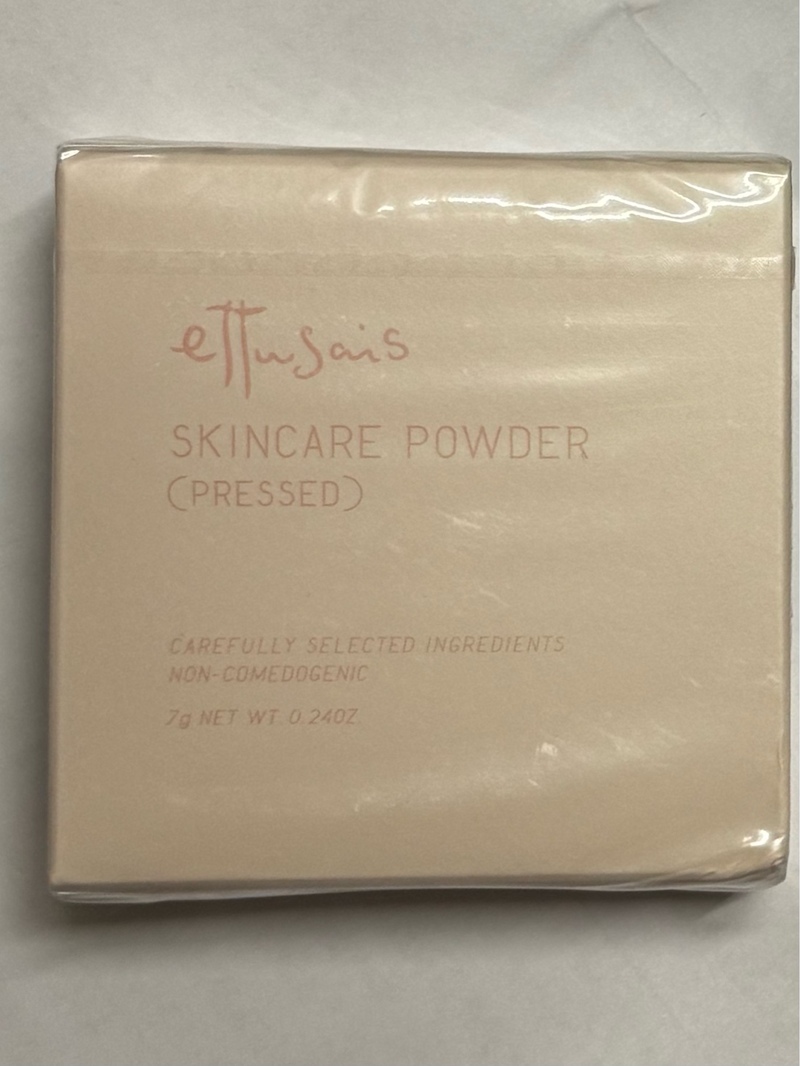 ettusais
SKINCARE POWDER
(PRESSED)
CAREFULLY SELECTED INGREDIENTS
NON-COMEDOGENIC
7g NET WT. 0.24OZ.